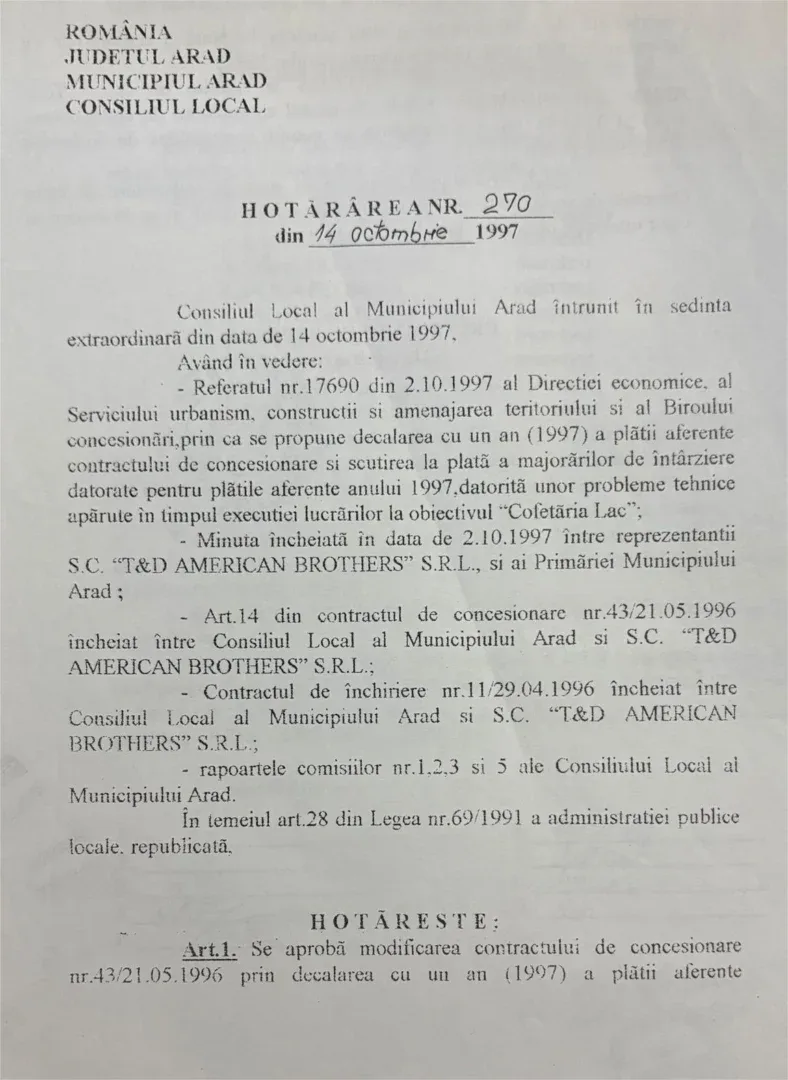 ROMÂNIA
JUDETUL ARAD
MUNICIPIUL ARAD
CONSILIUL LOCAL
HOTĂRÂREA NR. 270
din 14 octombrie 1997
Consiliul Local al Municipiului Arad întrunit în sedinta
extraordinară din data de 14 octombrie 1997,
Având în vedere:
- Referatul nr.17690 din 2.10.1997 al Directiei economice, al
Serviciului urbanism, constructii si amenajarea teritoriului si al Biroului
concesionări,prin ca se propune decalarea cu un an (1997) a plătii aferente
contractului de concesionare si scutirea la plată a majorărilor de întârziere
datorate pentru plătile aferente anului 1997,datorită unor probleme tehnice
apărute în timpul executiei lucrărilor la obiectivul “Cofetăria Lac”;
- Minuta încheiată în data de 2.10.1997 între reprezentantii
S.C. “T&D AMERICAN BROTHERS” S.R.L., si ai Primăriei Municipiului
Arad ;
- Art.14 din contractul de concesionare nr.43/21.05.1996
încheiat între Consiliul Local al Municipiului Arad si S.C. “T&D
AMERICAN BROTHERS” S.R.L.;
- Contractul de închiriere nr.11/29.04.1996 încheiat între
Consiliul Local al Municipiului Arad si S.C. “T&D AMERICAN
BROTHERS” S.R.L.;
- rapoartele comisiilor nr.1,2,3 si 5 ale Consiliului Local al
Municipiului Arad.
În temeiul art.28 din Legea nr.69/1991 a administratiei publice
locale, republicată,
HOTĂRESTE:
Art.1. Se aprobă modificarea contractului de concesionare
nr.43/21.05.1996 prin decalarea cu un an (1997) a plătii aferente